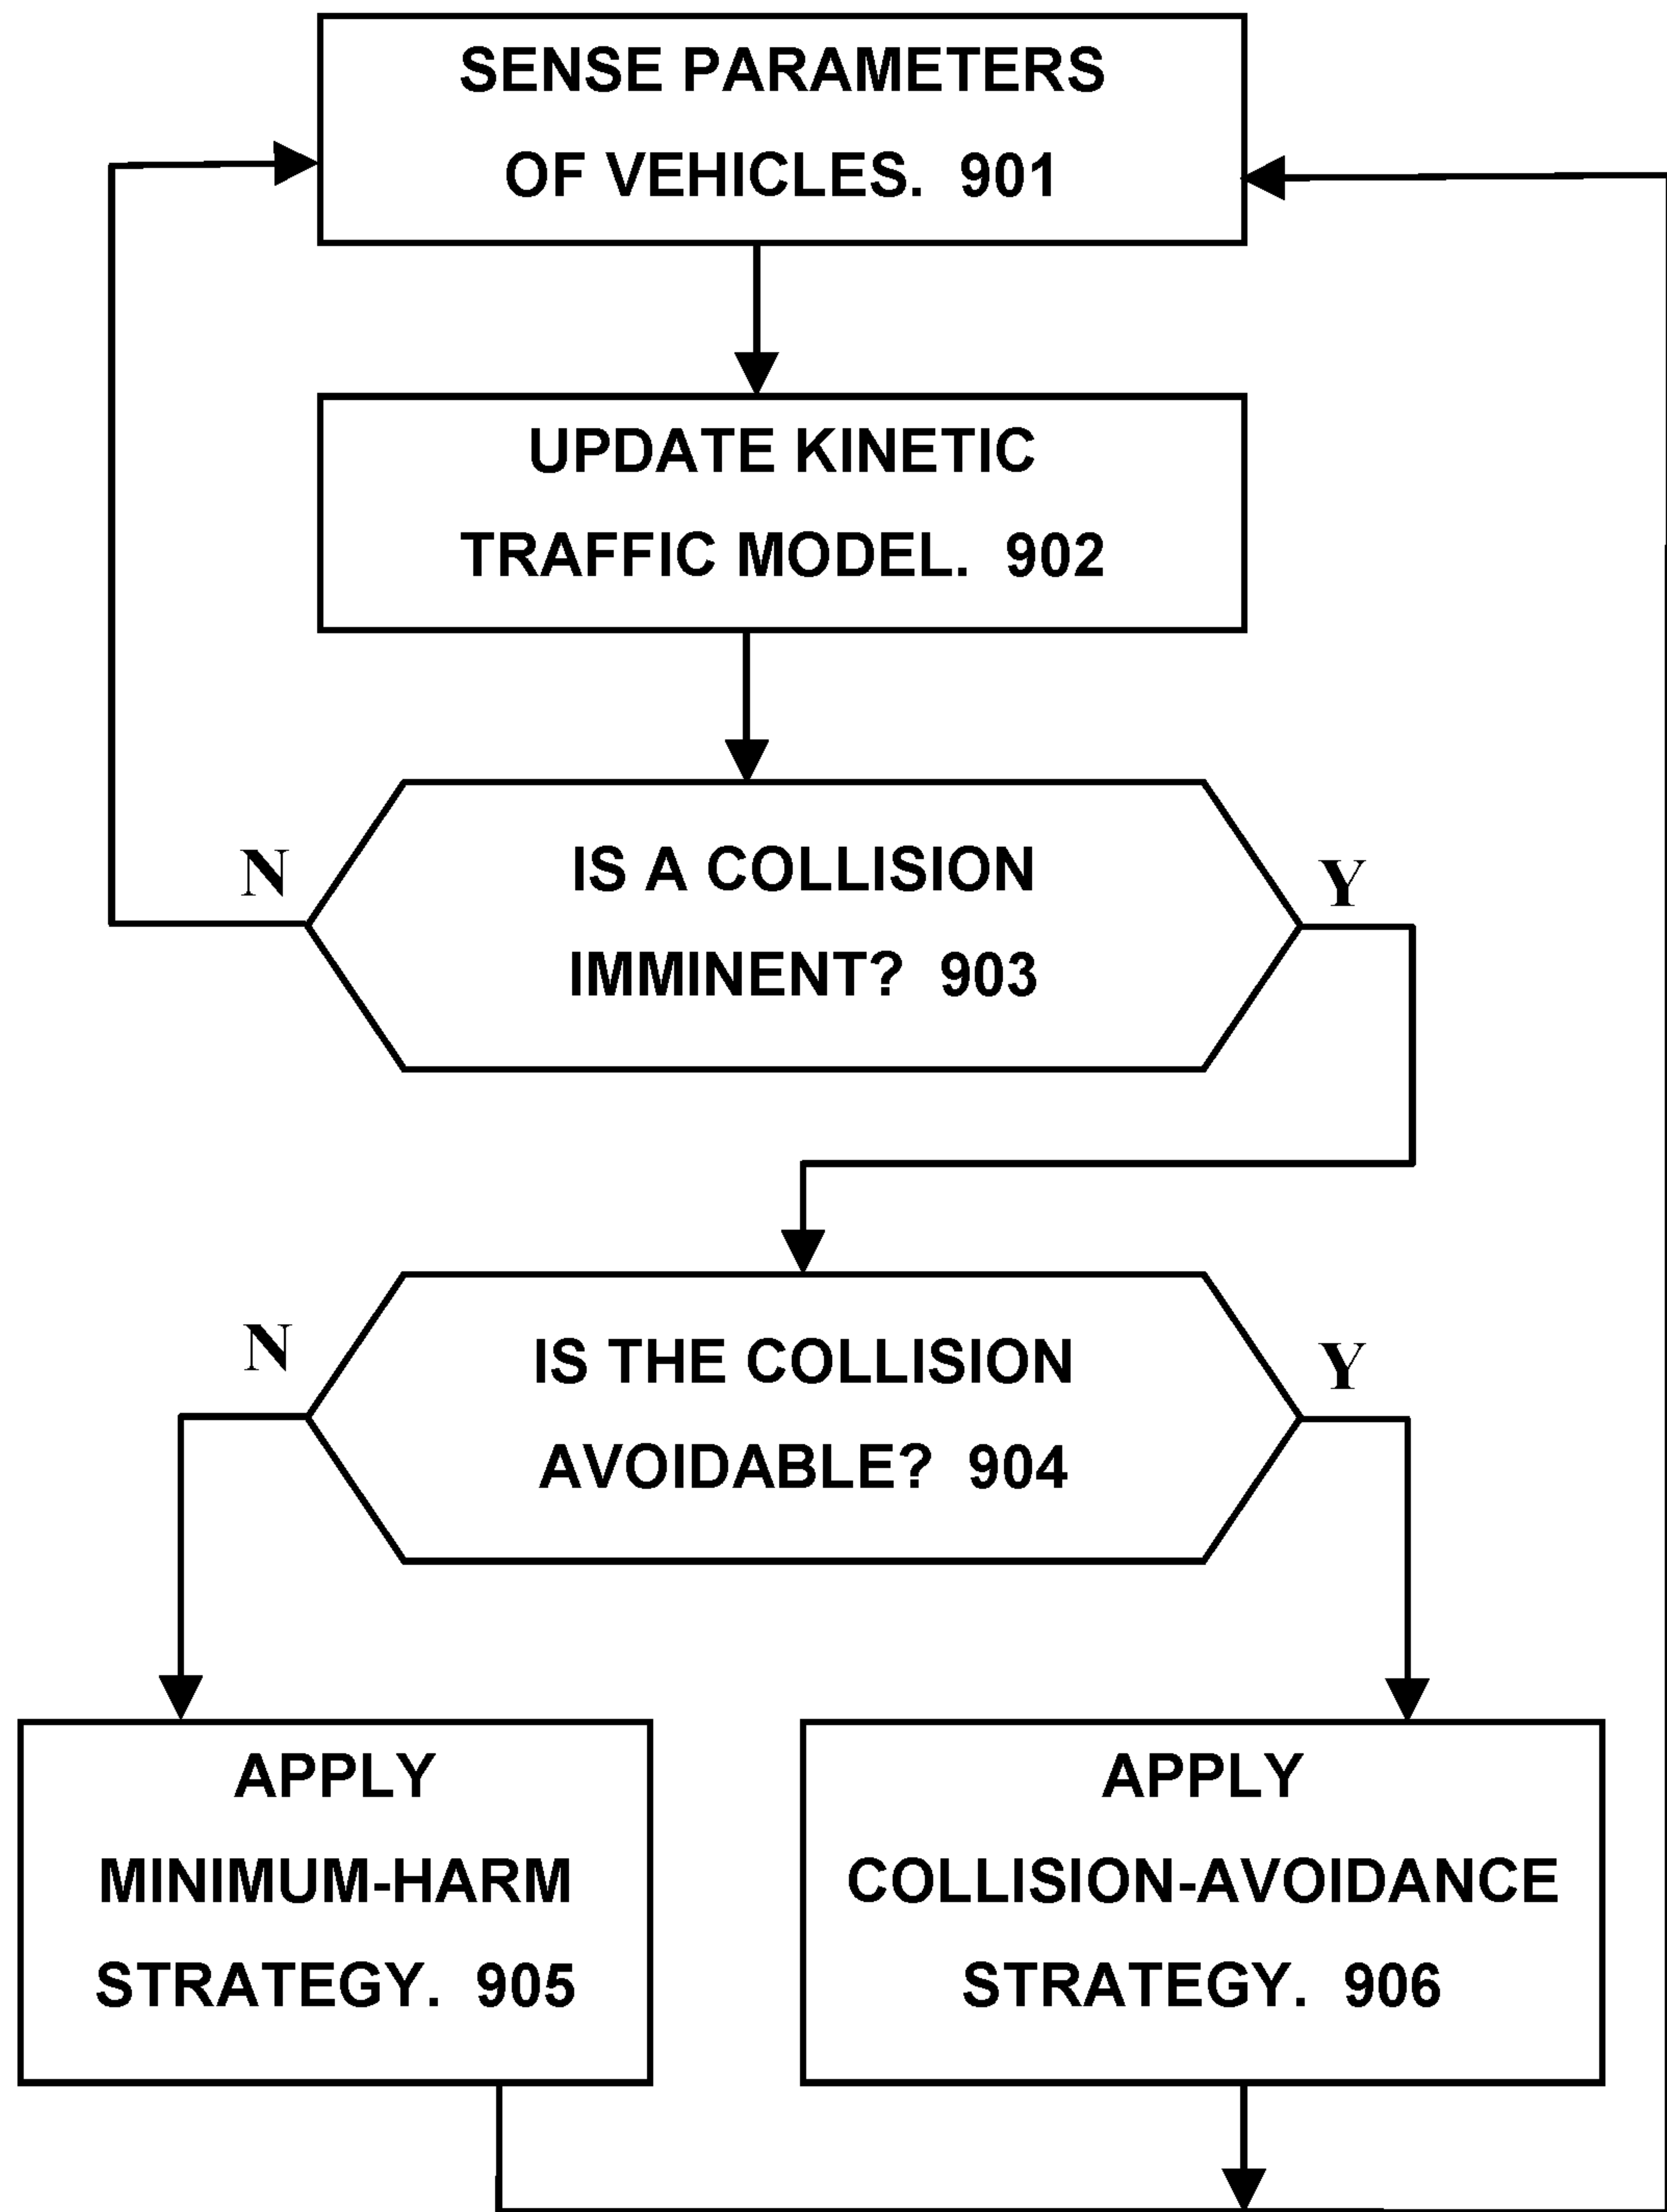 SENSE PARAMETERS
OF VEHICLES. 901
UPDATE KINETIC
TRAFFIC MODEL. 902
N
IS A COLLISION
IMMINENT? 903
Y
N
IS THE COLLISION
AVOIDABLE? 904
Y
APPLY
MINIMUM-HARM
STRATEGY. 905
APPLY
COLLISION-AVOIDANCE
STRATEGY. 906